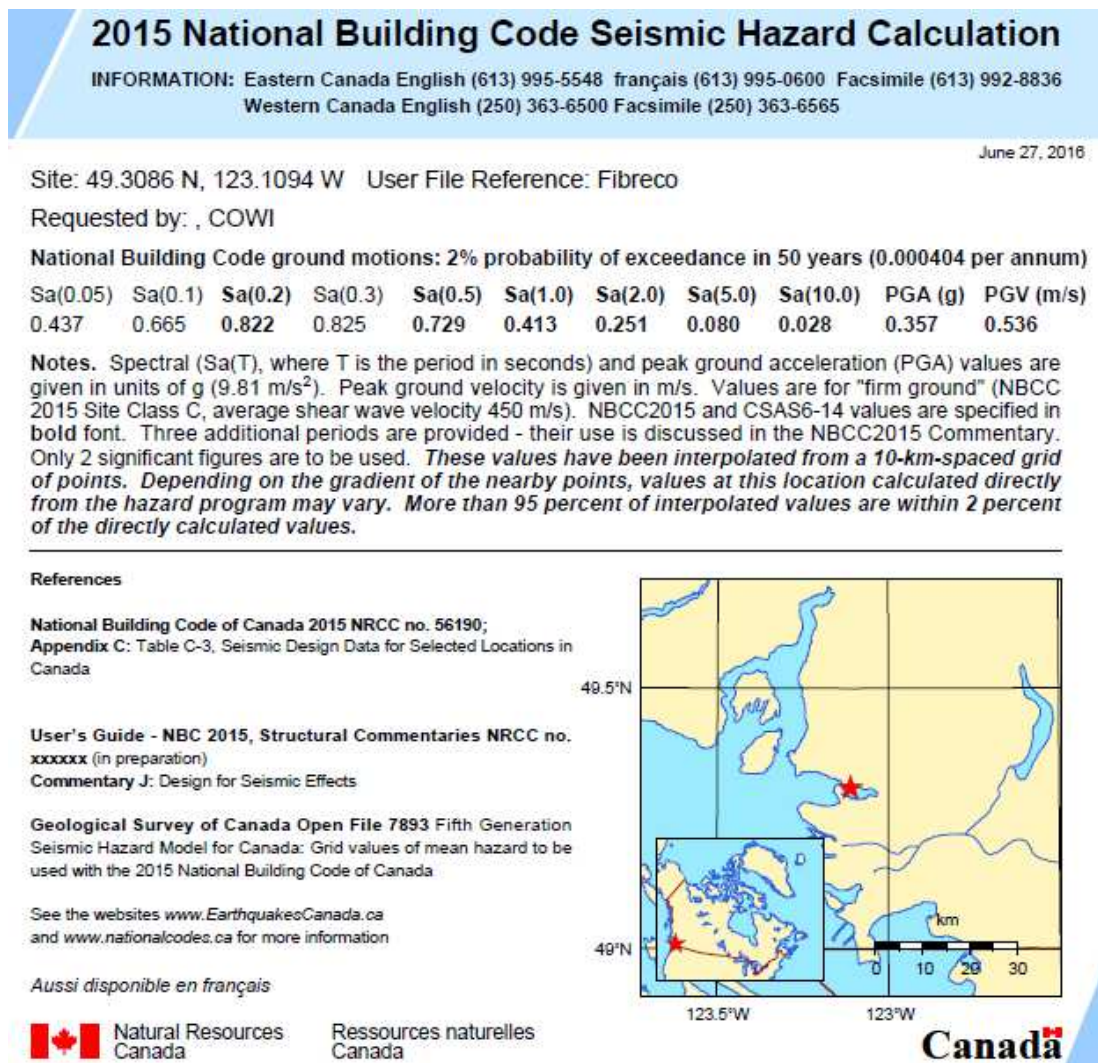 2015 National Building Code Seismic Hazard Calculation
INFORMATION: Eastern Canada English (613) 995-5548 français (613) 995-0600 Facsimile (613) 992-8836
Western Canada English (250) 363-6500 Facsimile (250) 363-6565
June 27, 2016
Site: 49.3086 N, 123.1094 W User File Reference: Fibreco
Requested by: , COWI
National Building Code ground motions: 2% probability of exceedance in 50 years (0.000404 per annum)
Sa(0.05) Sa(0.1) Sa(0.2) Sa(0.3) Sa(0.5) Sa(1.0) Sa(2.0) Sa(5.0) Sa(10.0) PGA (g) PGV (m/s)
0.437 0.665 0.822 0.825 0.729 0.413 0.251 0.080 0.028 0.357 0.536
Notes. Spectral (Sa(T), where T is the period in seconds) and peak ground acceleration (PGA) values are
given in units of g (9.81 m/s²). Peak ground velocity is given in m/s. Values are for "firm ground" (NBCC
2015 Site Class C, average shear wave velocity 450 m/s). NBCC2015 and CSAS6-14 values are specified in
bold font. Three additional periods are provided - their use is discussed in the NBCC2015 Commentary.
Only 2 significant figures are to be used. These values have been interpolated from a 10-km-spaced grid
of points. Depending on the gradient of the nearby points, values at this location calculated directly
from the hazard program may vary. More than 95 percent of interpolated values are within 2 percent
of the directly calculated values.
References
National Building Code of Canada 2015 NRCC no. 56190;
Appendix C: Table C-3, Seismic Design Data for Selected Locations in
Canada
User's Guide - NBC 2015, Structural Commentaries NRCC no.
xxxxxx (in preparation)
Commentary J: Design for Seismic Effects
Geological Survey of Canada Open File 7893 Fifth Generation
Seismic Hazard Model for Canada: Grid values of mean hazard to be
used with the 2015 National Building Code of Canada
See the websites www.EarthquakesCanada.ca
and www.nationalcodes.ca for more information
Aussi disponible en français
49.5°N
49°N
km
0 10 20 30
123.5°W
123°W
Natural Resources
Canada
Ressources naturelles
Canada
Canada